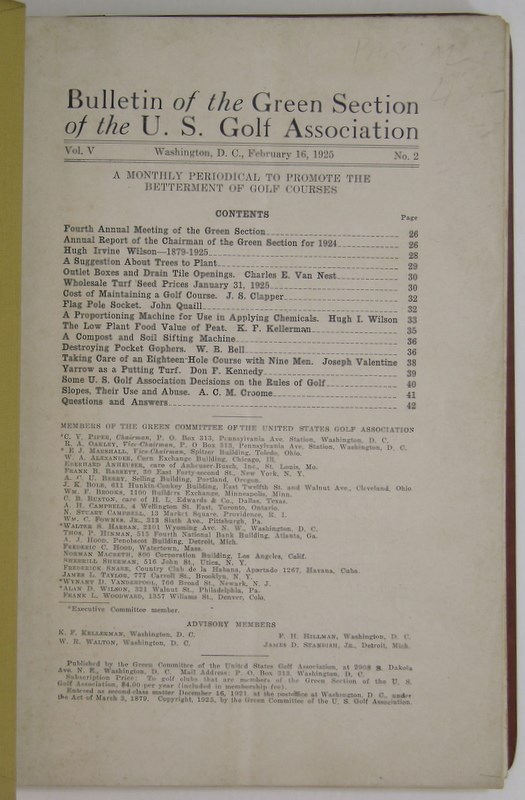 Bulletin of the Green Section
of the U. S. Golf Association
Vol. V Washington, D. C., February 16, 1925 No. 2
A MONTHLY PERIODICAL TO PROMOTE THE
BETTERMENT OF GOLF COURSES
CONTENTS
Page
Fourth Annual Meeting of the Green Section 26
Annual Report of the Chairman of the Green Section for 1924 26
Hugh Irvine Wilson—1879-1925 28
A Suggestion About Trees to Plant 29
Outlet Boxes and Drain Tile Openings. Charles E. Van Nest 30
Wholesale Turf Seed Prices January 31, 1925 30
Cost of Maintaining a Golf Course. J. S. Clapper 32
Flag Pole Socket. John Quaill 32
A Proportioning Machine for Use in Applying Chemicals. Hugh I. Wilson 33
The Low Plant Food Value of Peat. K. F. Kellerman 35
A Compost and Soil Sifting Machine 36
Destroying Pocket Gophers. W. B. Bell 36
Taking Care of an Eighteen-Hole Course with Nine Men. Joseph Valentine 38
Yarrow as a Putting Turf. Don F. Kennedy 39
Some U. S. Golf Association Decisions on the Rules of Golf 40
Slopes, Their Use and Abuse. A. C. M. Croome 41
Questions and Answers 42
MEMBERS OF THE GREEN COMMITTEE OF THE UNITED STATES GOLF ASSOCIATION
*C. V. PIPER, Chairman, P. O. Box 313, Pennsylvania Ave. Station, Washington, D. C.
R. A. OAKLEY, Vice-Chairman, P. O. Box 313, Pennsylvania Ave. Station, Washington, D. C.
*E J. MARSHALL, Vice-Chairman, Spitzer Building, Toledo, Ohio.
W. A. ALEXANDER, Corn Exchange Building, Chicago, Ill.
EBERHARD ANHEUSER, care of Anheuser-Busch, Inc., St. Louis, Mo.
FRANK B. BARRETT, 30 East Forty-second St., New York, N. Y.
A. C. U. BERRY, Selling Building, Portland, Oregon.
J. K. BOLE, 611 Hunkin-Conkey Building, East Twelfth St. and Walnut Ave., Cleveland, Ohio
WM. F. BROOKS, 1100 Builders Exchange, Minneapolis, Minn.
C. B. BUXTON, care of H. L. Edwards & Co., Dallas, Texas.
A. H. CAMPBELL, 4 Wellington St. East, Toronto, Ontario.
N. STUART CAMPBELL, 13 Market Square, Providence, R. I.
WM. C. FOWNES, JR., 212 Sixth Ave., Pittsburgh, Pa.
*WALTER S. HARBAN, 2101 Wyoming Ave. N. W., Washington, D. C.
THOS. P. HINMAN, 515 Fourth National Bank Building, Atlanta, Ga.
A. J. HOOD, Penobscot Building, Detroit, Mich.
FREDERIC C. HOOD, Watertown, Mass.
NORMAN MACBETH, 800 Corporation Building, Los Angeles, Calif.
SHERRILL SHERMAN, 516 John St., Utica, N. Y.
FREDERICK SNARE, Country Club de la Habana, Apartado 1267, Havana, Cuba.
JAMES L. TAYLOR, 777 Carroll St., Brooklyn, N. Y.
*WYNANT D. VANDERPOOL, 766 Broad St., Newark, N. J.
*ALAN D. WILSON, 321 Walnut St., Philadelphia, Pa.
FRANK L. WOODWARD, 1357 Williams St., Denver, Colo.
*Executive Committee member.
ADVISORY MEMBERS
K. F. KELLERMAN, Washington, D. C. F. H. HILLMAN, Washington, D. C.
W. R. WALTON, Washington, D. C. JAMES D. STANDISH, JR., Detroit, Mich.
Published by the Green Committee of the United States Golf Association, at 2908 S. Dakota
Ave. N. E., Washington, D. C. Mail Address: P. O. Box 313, Washington, D. C.
Subscription Price: To golf clubs that are members of the Green Section of the U. S.
Golf Association, $4.00 per year (included in membership fee).
Entered as second-class matter December 16, 1921, at the postoffice at Washington, D. C., under
the Act of March 3, 1879. Copyright, 1925, by the Green Committee of the U. S. Golf Association